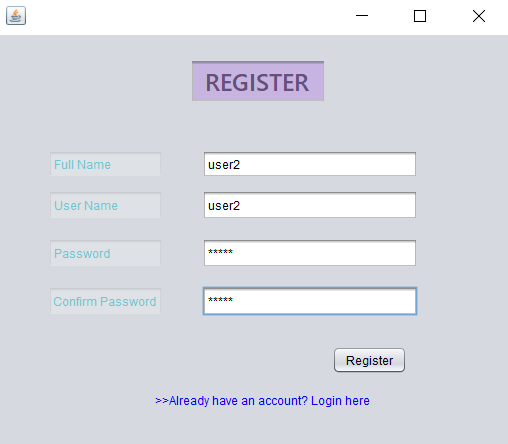 REGISTER
Full Name user2
User Name user2
Password *****
Confirm Password *****
Register
>>Already have an account? Login here